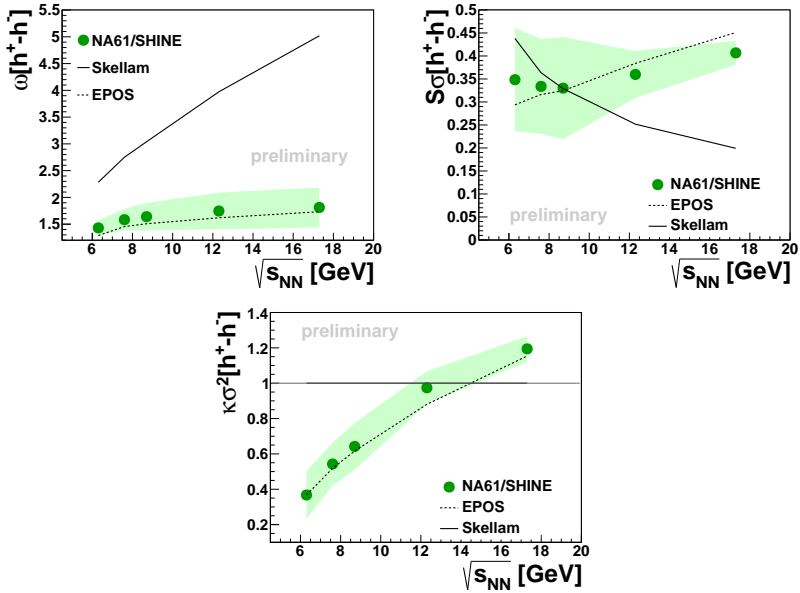 ω[h⁺-h⁻]
5.5
5
4.5
4
3.5
3
2.5
2
1.5
NA61/SHINE
Skellam
EPOS
preliminary
6 8 10 12 14 16 18 20
√sNN [GeV]
Sσ[h⁺-h⁻]
0.5
0.45
0.4
0.35
0.3
0.25
0.2
0.15
0.1
0.05
0
NA61/SHINE
EPOS
Skellam
preliminary
6 8 10 12 14 16 18 20
√sNN [GeV]
κσ²[h⁺-h⁻]
1.4
1.2
1
0.8
0.6
0.4
0.2
preliminary
NA61/SHINE
EPOS
Skellam
6 8 10 12 14 16 18 20
√sNN [GeV]